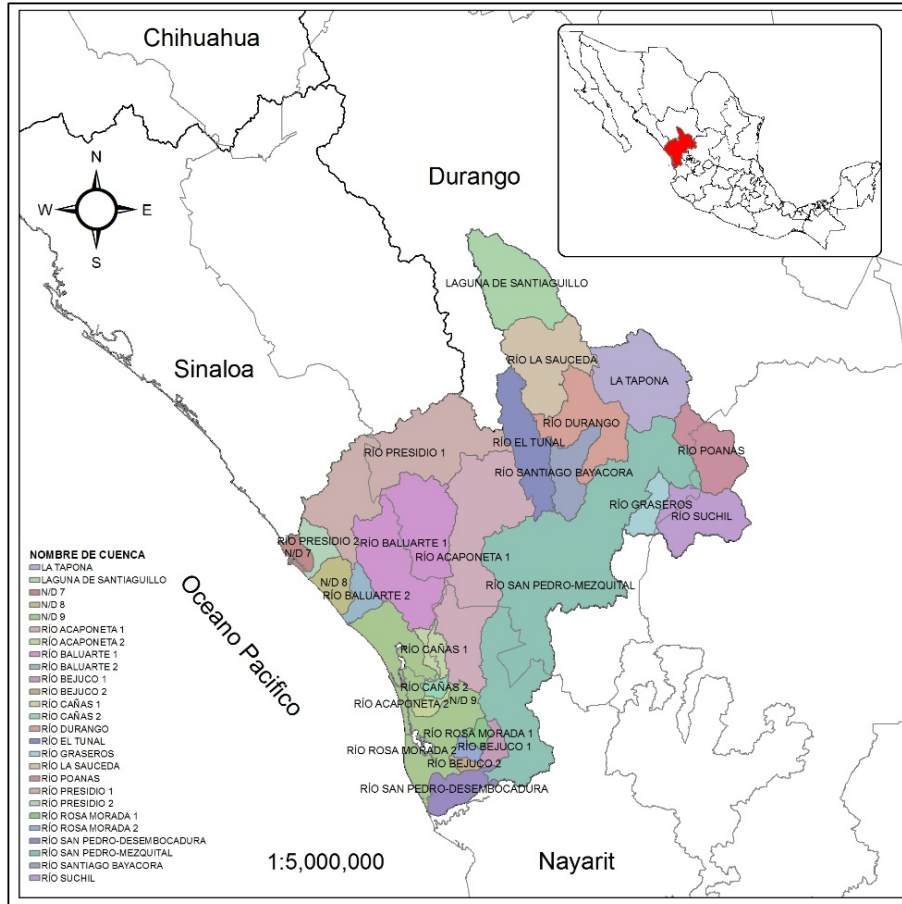 Chihuahua
N
W
E
S
Durango
LAGUNA DE SANTIAGUILLO
RÍO LA SAUCEDA
Sinaloa
LA TAPONA
RÍO DURANGO
RÍO EL TUNAL
RÍO PRESIDIO 1
RÍO POANAS
RÍO SANTIAGO BAYACORA
RÍO GRASEROS
RÍO SUCHIL
RÍO PRESIDIO 2
RÍO BALUARTE 1
N/D 7
RÍO ACAPONETA 1
N/D 8
RÍO SAN PEDRO-MEZQUITAL
RÍO BALUARTE 2
Oceano Pacifico
RÍO CAÑAS 1
RÍO CAÑAS 2
N/D 9
RÍO ACAPONETA 2
RÍO ROSA MORADA 1
RÍO BEJUCO 1
RÍO ROSA MORADA 2
RÍO BEJUCO 2
RÍO SAN PEDRO-DESEMBOCADURA
1:5,000,000
Nayarit
NOMBRE DE CUENCA
LA TAPONA
LAGUNA DE SANTIAGUILLO
N/D 7
N/D 8
N/D 9
RÍO ACAPONETA 1
RÍO ACAPONETA 2
RÍO BALUARTE 1
RÍO BALUARTE 2
RÍO BEJUCO 1
RÍO BEJUCO 2
RÍO CAÑAS 1
RÍO CAÑAS 2
RÍO DURANGO
RÍO EL TUNAL
RÍO GRASEROS
RÍO LA SAUCEDA
RÍO POANAS
RÍO PRESIDIO 1
RÍO PRESIDIO 2
RÍO ROSA MORADA 1
RÍO ROSA MORADA 2
RÍO SAN PEDRO-DESEMBOCADURA
RÍO SAN PEDRO-MEZQUITAL
RÍO SANTIAGO BAYACORA
RÍO SUCHIL